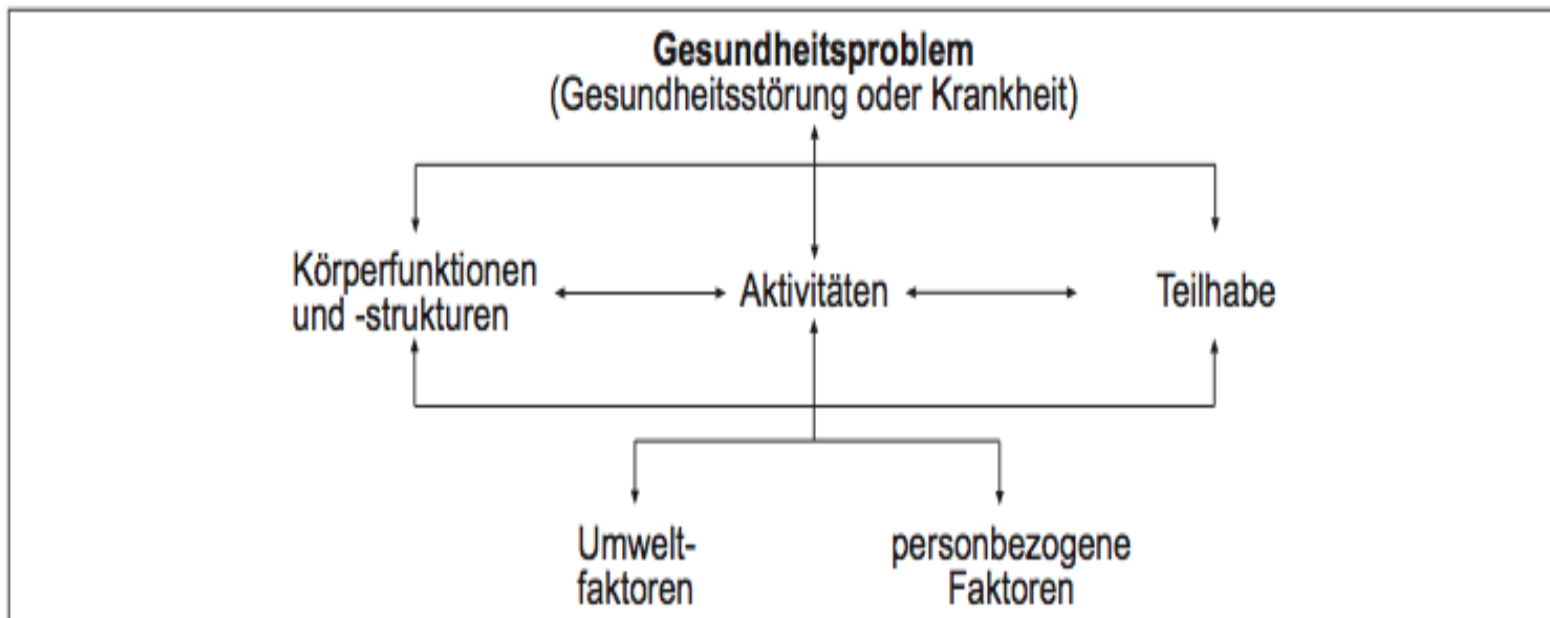 Gesundheitsproblem
(Gesundheitsstörung oder Krankheit)
Körperfunktionen
und -strukturen
Aktivitäten
Teilhabe
Umwelt-
faktoren
personbezogene
Faktoren